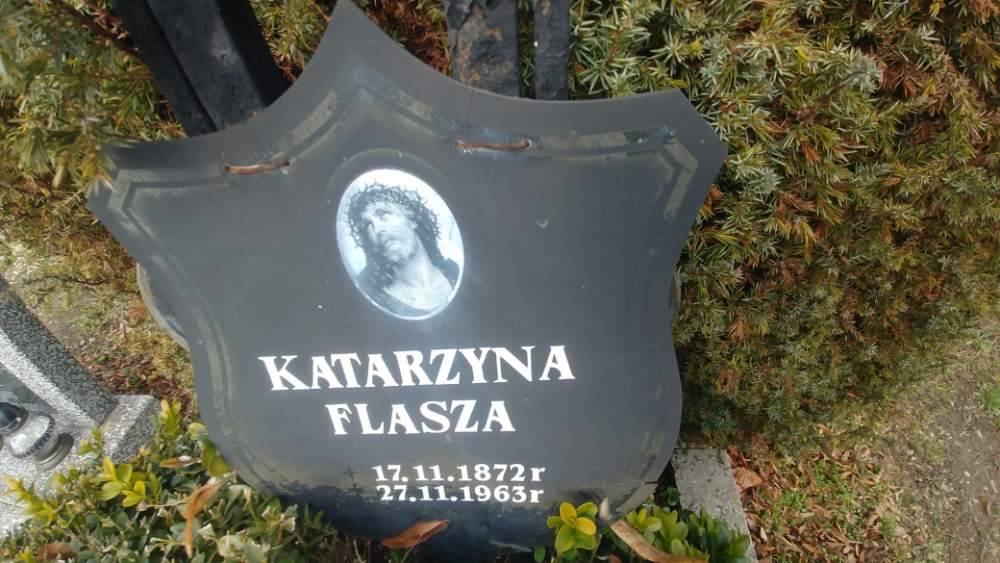 KATARZYNA
FLASZA
17.11.1872r
27.11.1963r